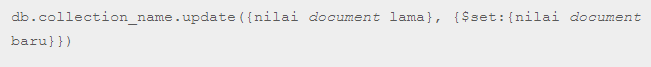 db.collection_name.update({nilai document lama}, {$set:{nilai document
baru}})